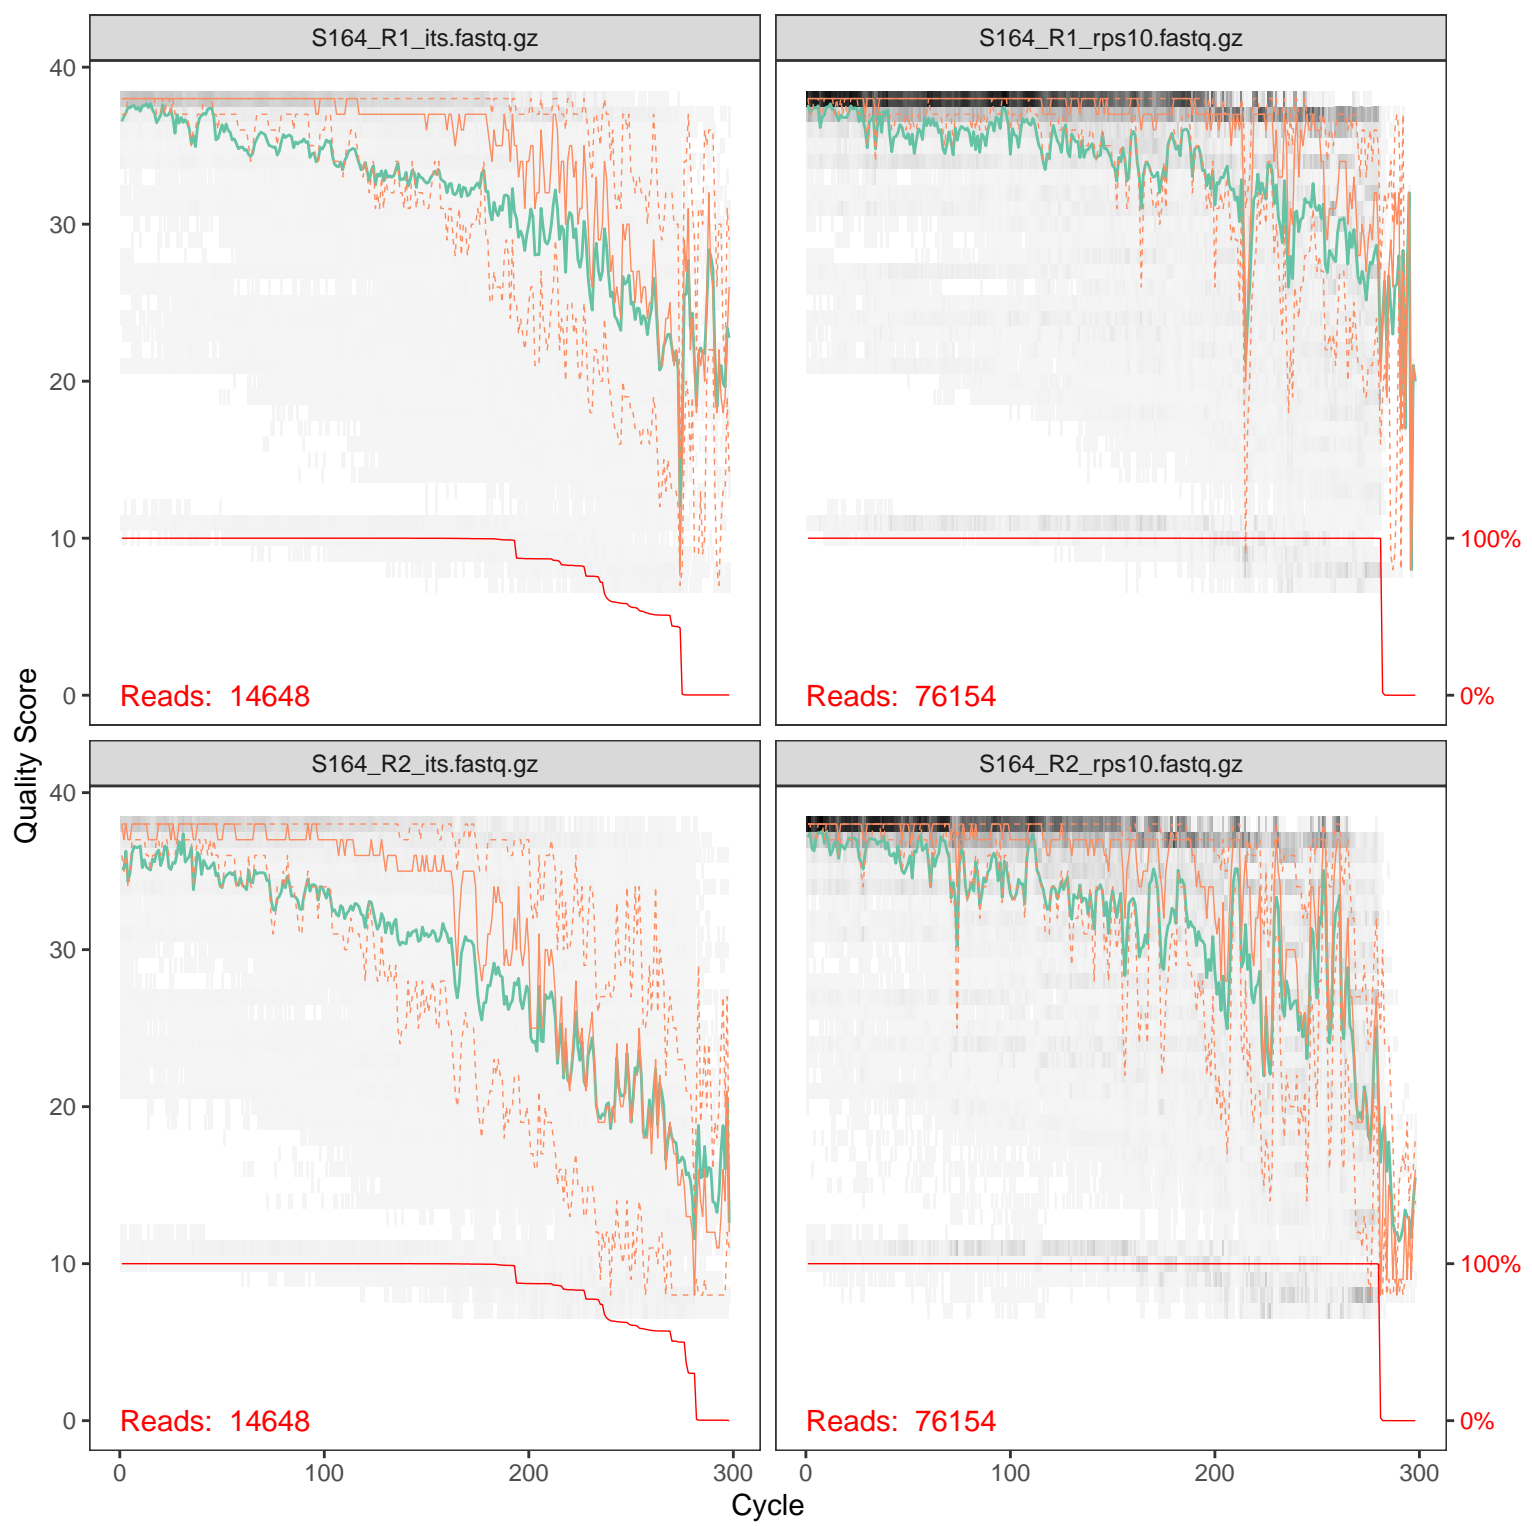 S164_R1_its.fastq.gz
S164_R1_rps10.fastq.gz
40
30
20
10
0
Reads: 14648
Reads: 76154
100%
0%
S164_R2_its.fastq.gz
S164_R2_rps10.fastq.gz
40
30
20
10
0
Reads: 14648
Reads: 76154
100%
0%
0 100 200 300
0 100 200 300
Cycle
Quality Score